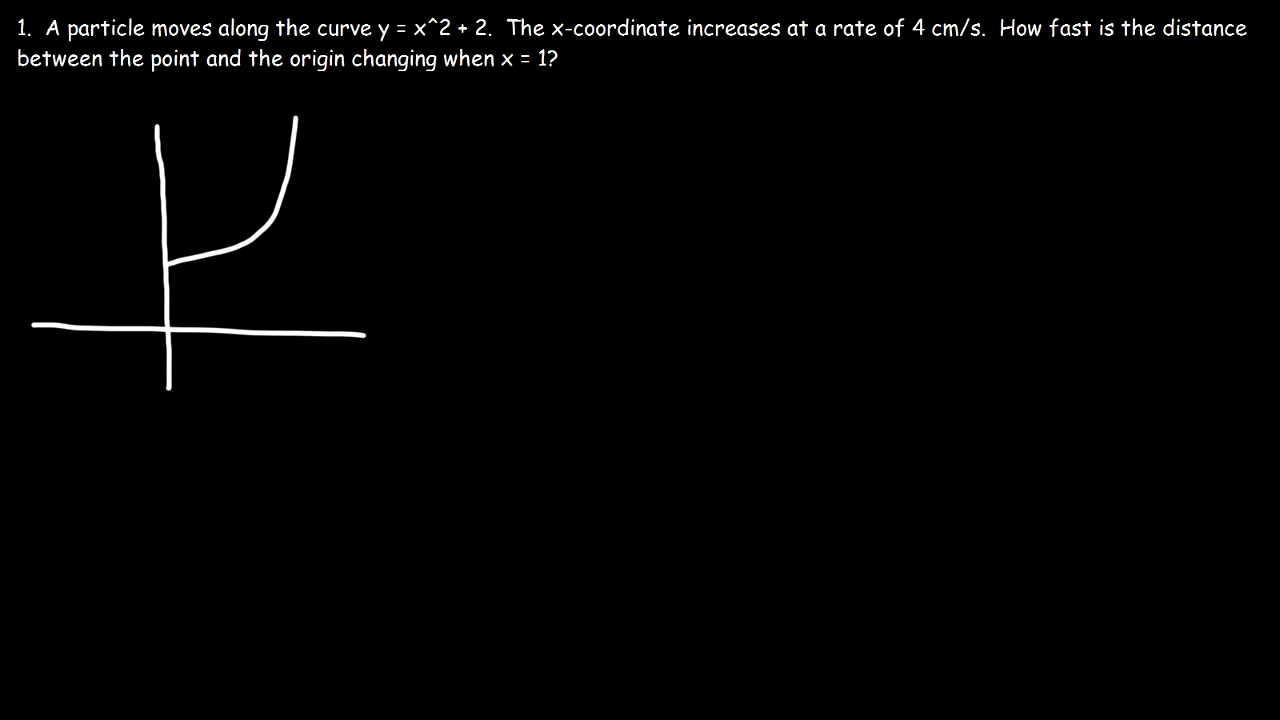 1.  A particle moves along the curve y = x^2 + 2.  The x-coordinate increases at a rate of 4 cm/s.  How fast is the distance
between the point and the origin changing when x = 1?